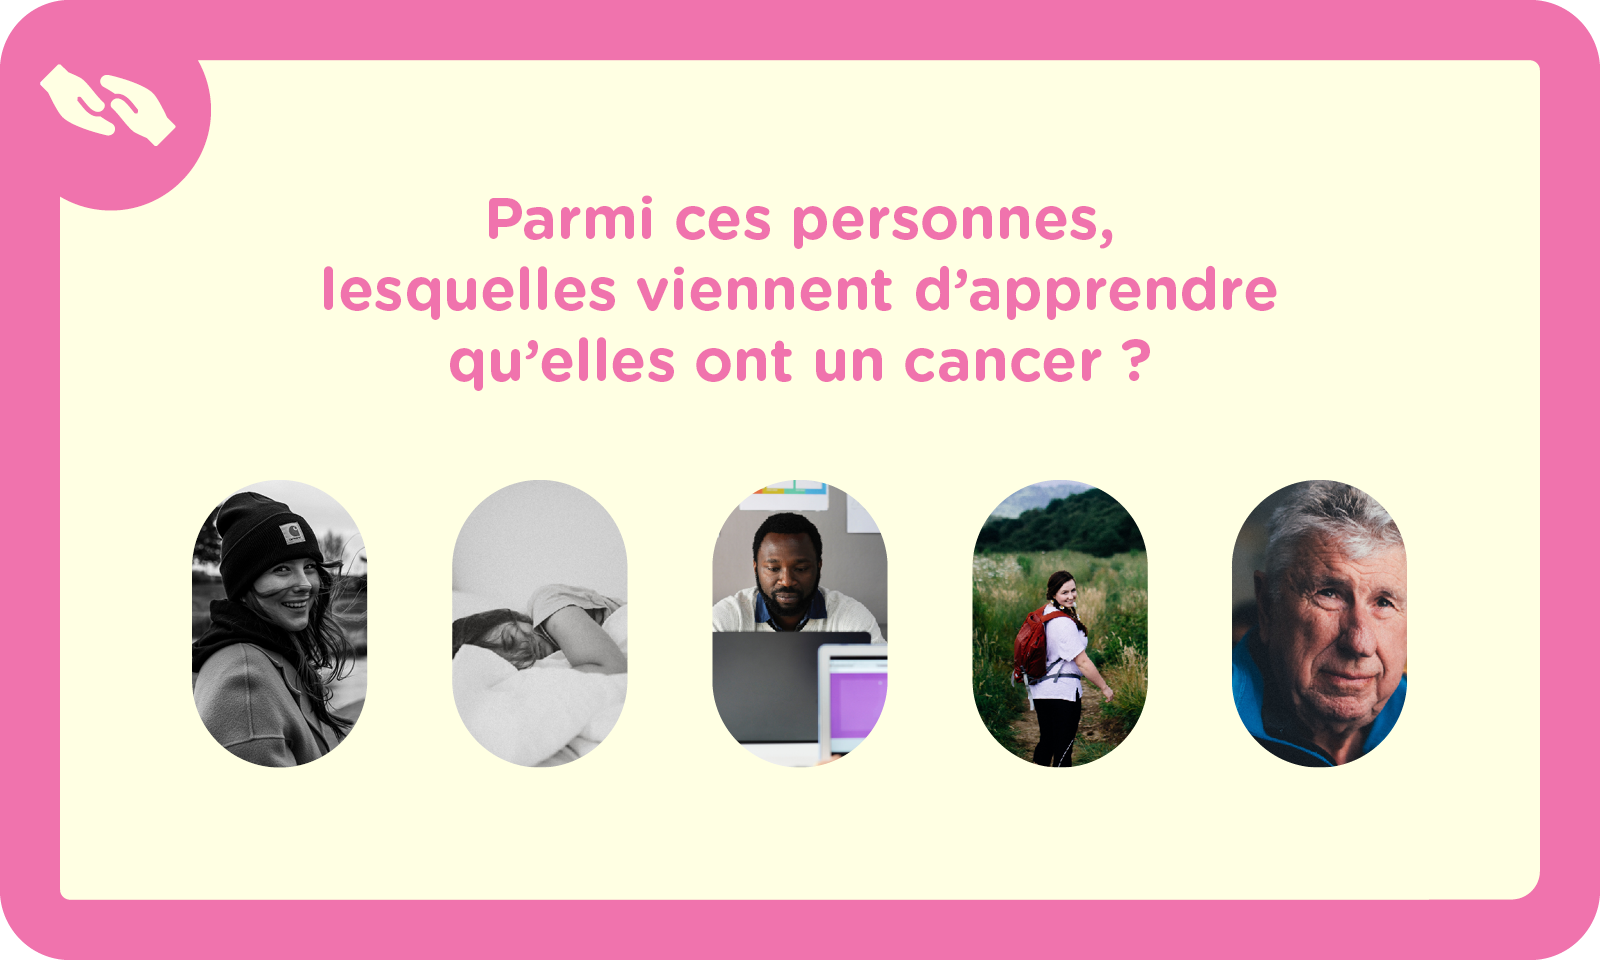 Parmi ces personnes,
lesquelles viennent d’apprendre
qu’elles ont un cancer ?